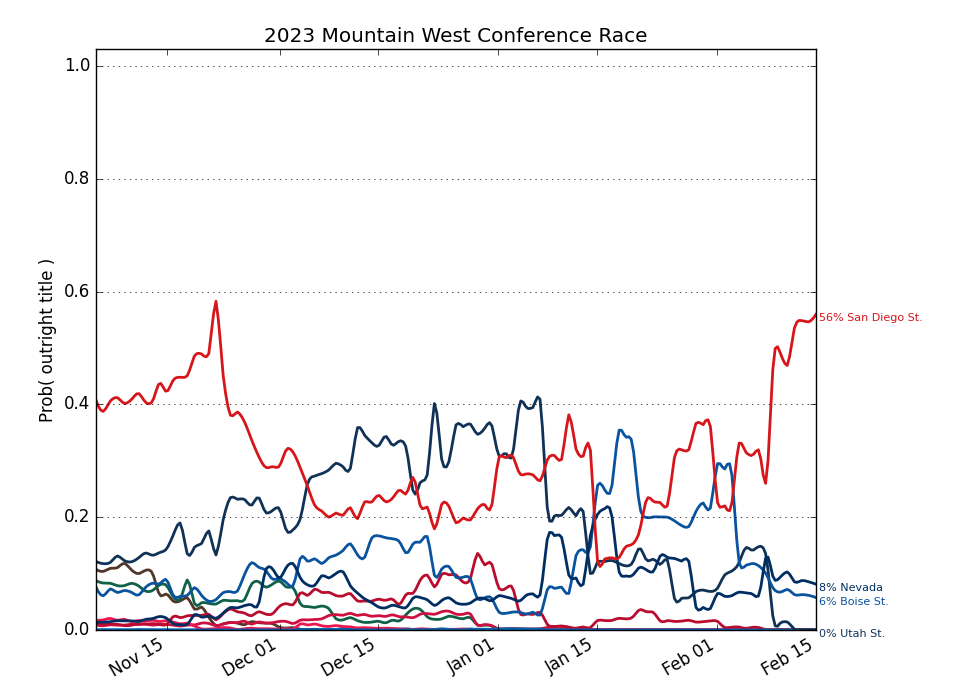 2023 Mountain West Conference Race
Prob( outright title )
1.0
0.8
0.6
0.4
0.2
0.0
56% San Diego St.
8% Nevada
6% Boise St.
0% Utah St.
Nov 15
Dec 01
Dec 15
Jan 01
Jan 15
Feb 01
Feb 15